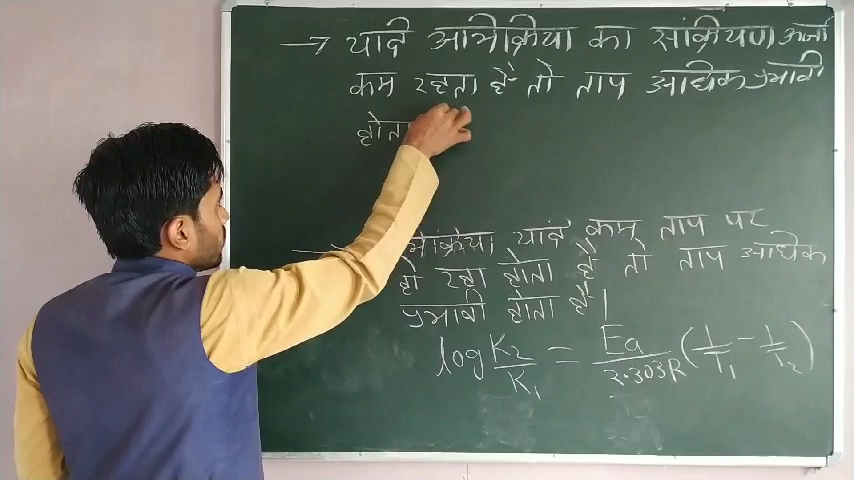 → यदि अभिक्रिया का सक्रियण ऊर्जा
कम रहता है तो ताप अधिक प्रभावी
होता
यदि कम ताप पर
हो रहा होता है तो ताप अधिक
प्रभावी होता है।
log K₂/K₁ = Ea/2.303R (1/T₁ - 1/T₂)